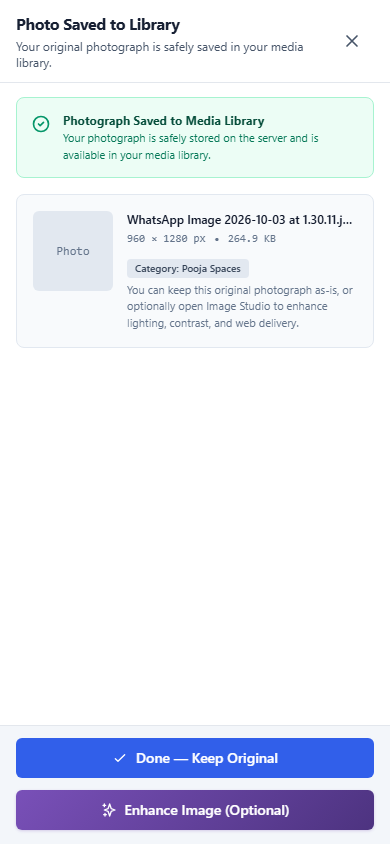 Photo Saved to Library
Your original photograph is safely saved in your media
library.
Photograph Saved to Media Library
Your photograph is safely stored on the server and is
available in your media library.
Photo
WhatsApp Image 2026-10-03 at 1.30.11.j...
960 × 1280 px • 264.9 KB
Category: Pooja Spaces
You can keep this original photograph as-is, or
optionally open Image Studio to enhance
lighting, contrast, and web delivery.
Done — Keep Original
Enhance Image (Optional)